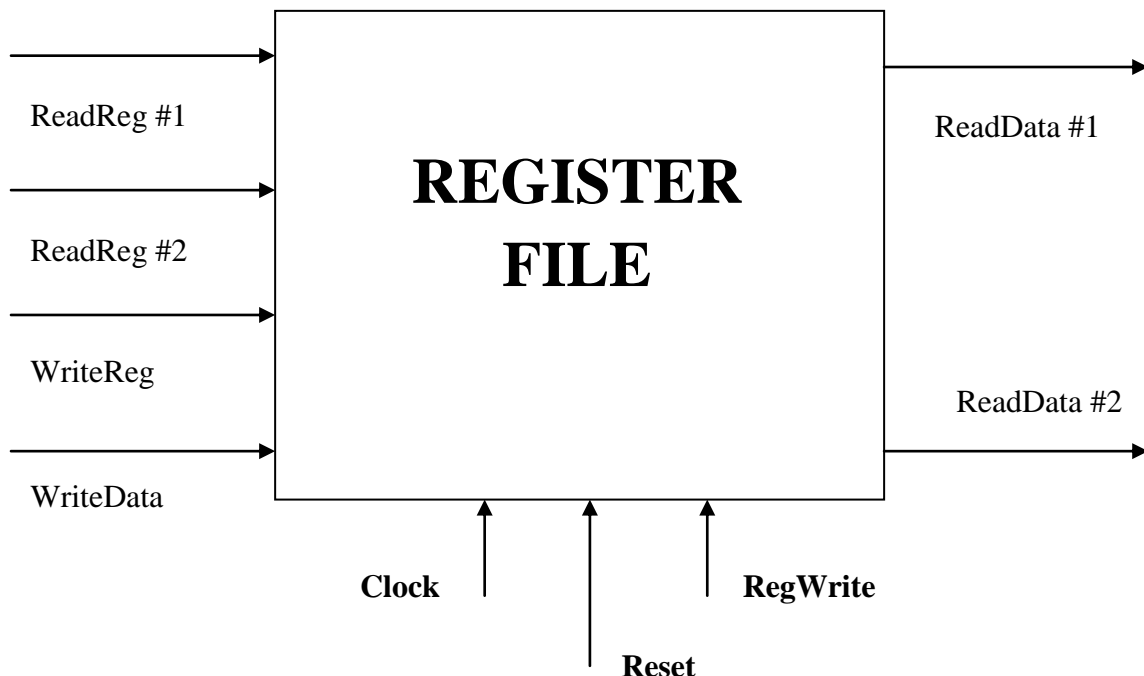 ReadReg #1
ReadData #1
REGISTER
FILE
ReadReg #2
WriteReg
ReadData #2
WriteData
Clock
RegWrite
Reset